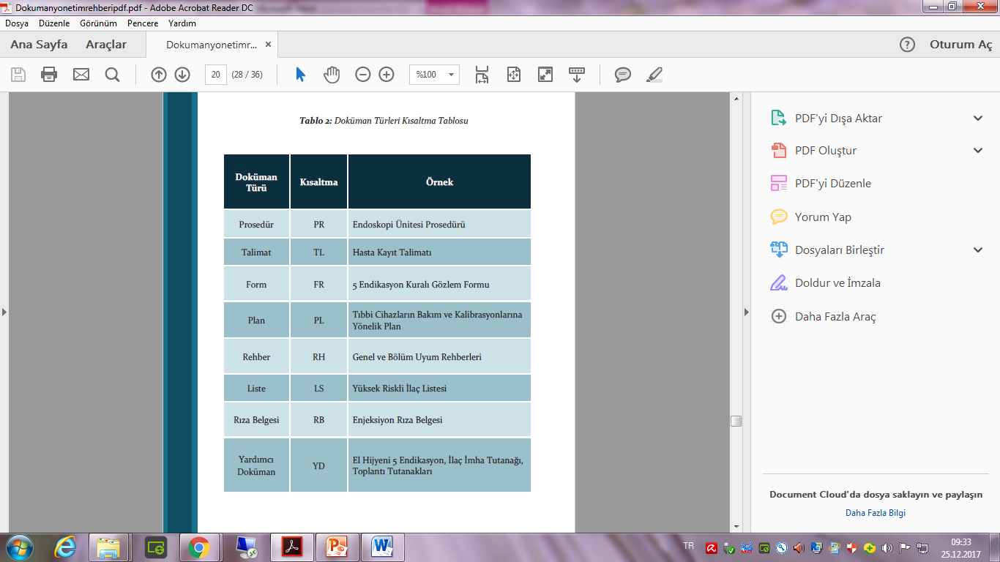 Dokumanyonetimrehberipdf.pdf - Adobe Acrobat Reader DC
Dosya Düzenle Görünüm Pencere Yardım
Ana Sayfa Araçlar Dokumanyonetimr... × Oturum Aç
20 (28 / 36) %100
Tablo 2: Doküman Türleri Kısaltma Tablosu
Doküman Türü Kısaltma Örnek
Prosedür PR Endoskopi Ünitesi Prosedürü
Talimat TL Hasta Kayıt Talimatı
Form FR 5 Endikasyon Kuralı Gözlem Formu
Plan PL Tıbbi Cihazların Bakım ve Kalibrasyonlarına
Yönelik Plan
Rehber RH Genel ve Bölüm Uyum Rehberleri
Liste LS Yüksek Riskli İlaç Listesi
Rıza Belgesi RB Enjeksiyon Rıza Belgesi
Yardımcı Doküman YD El Hijyeni 5 Endikasyon, İlaç İmha Tutanağı,
Toplantı Tutanakları
PDF'yi Dışa Aktar
PDF Oluştur
PDF'yi Düzenle
Yorum Yap
Dosyaları Birleştir
Doldur ve İmzala
Daha Fazla Araç
Document Cloud'da dosya saklayın ve paylaşın
Daha Fazla Bilgi
TR
09:33
25.12.2017